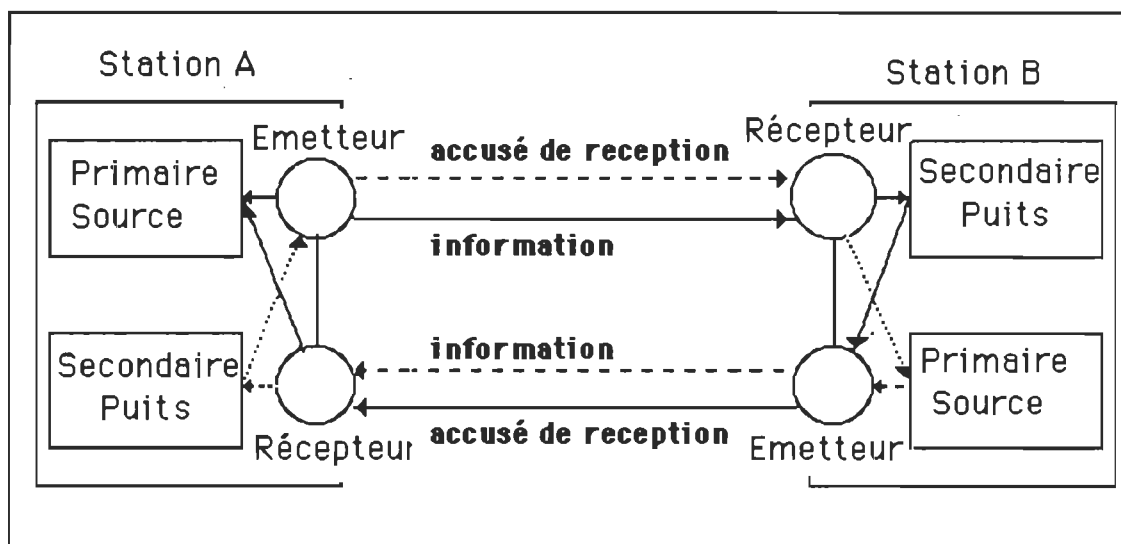 Station A
Station B
Emetteur
Récepteur
Primaire
Source
accusé de reception
Secondaire
Puits
information
information
Secondaire
Puits
Primaire
Source
accusé de reception
Récepteur
Emetteur